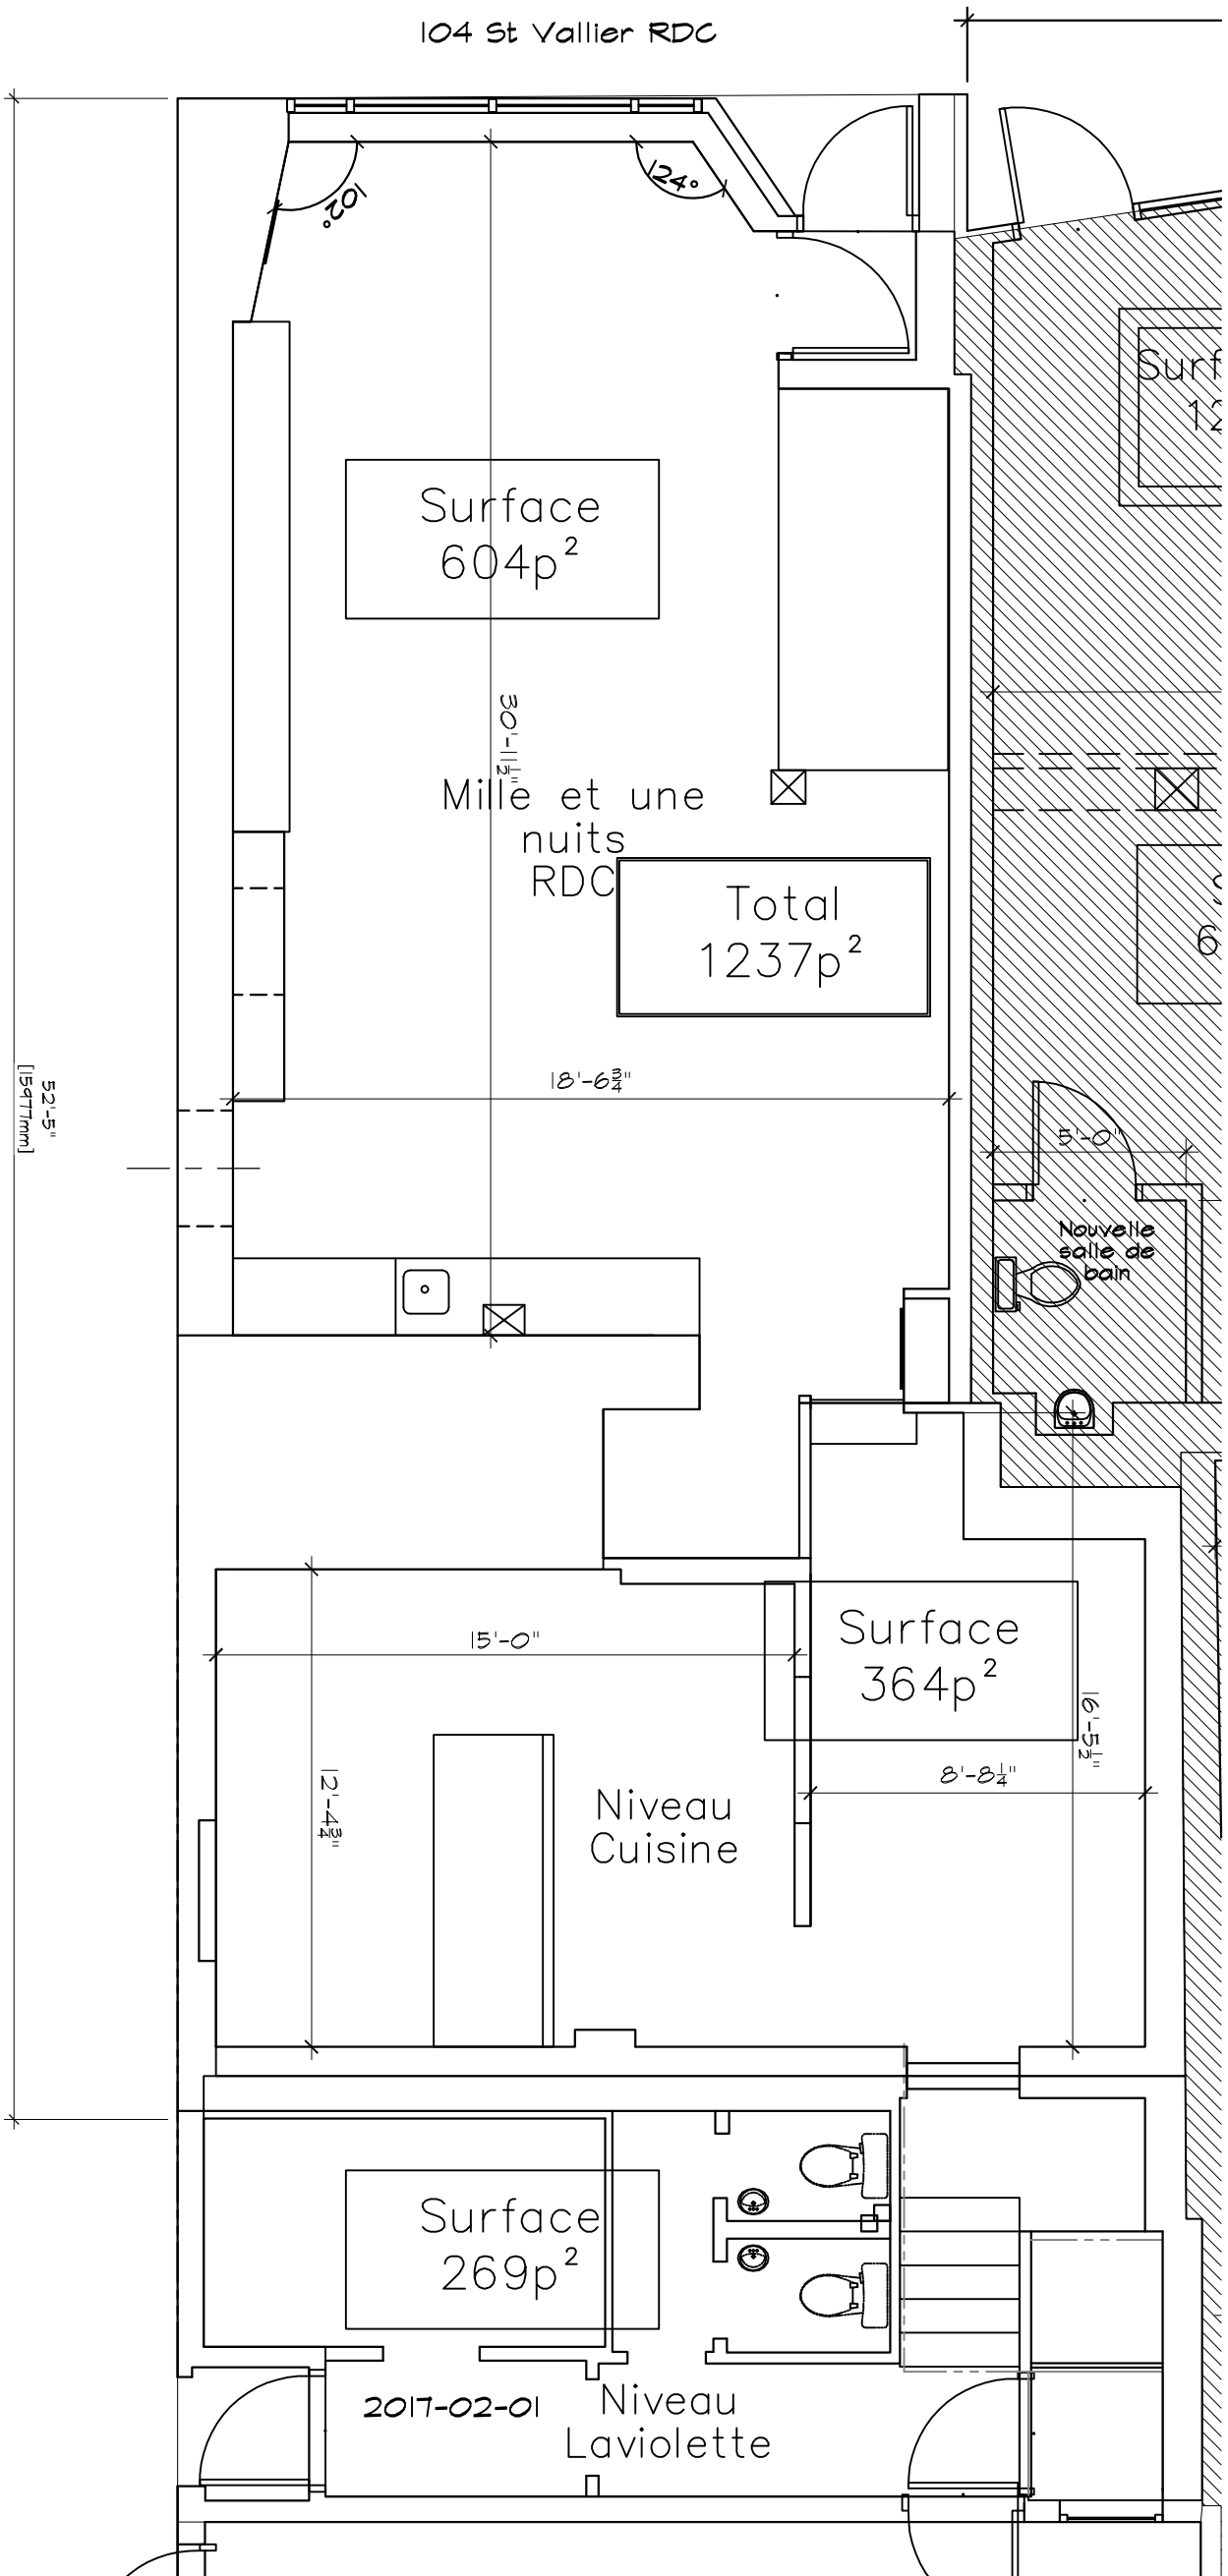 104 St Vallier RDC
102°
124°
Surface
604p²
30'-11½"
Mille et une
nuits
RDC
Total
1237p²
18'-6¾"
52'-5"
[15977mm]
5'-0"
Nouvelle
salle de
bain
15'-0"
Surface
364p²
16'-5½"
8'-8¼"
12'-4¾"
Niveau
Cuisine
Surface
269p²
2017-02-01
Niveau
Laviolette